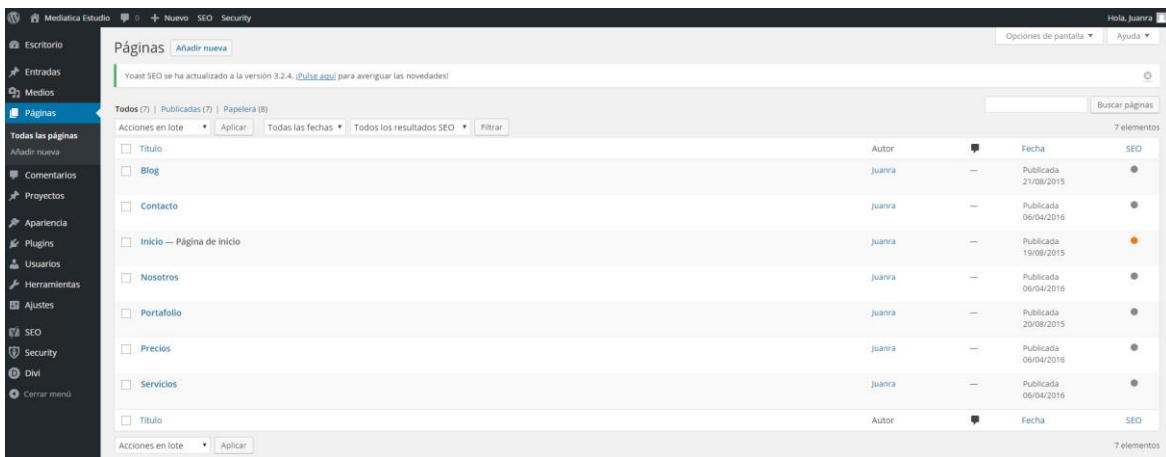 Mediatica Estudio 0 + Nuevo SEO Security Hola, Juanra
Escritorio
Entradas
Medios
Páginas
Todas las páginas
Añadir nueva
Comentarios
Proyectos
Apariencia
Plugins
Usuarios
Herramientas
Ajustes
SEO
Security
Divi
Cerrar menú
Opciones de pantalla ▼ Ayuda ▼
Páginas Añadir nueva
Yoast SEO se ha actualizado a la versión 3.2.4. ¡Pulse aquí para averiguar las novedades!
Todos (7) | Publicadas (7) | Papelera (8)
Buscar páginas
Acciones en lote ▼ Aplicar Todas las fechas ▼ Todos los resultados SEO ▼ Filtrar 7 elementos
Título Autor Fecha SEO
Blog Juanra — Publicada
21/08/2015
Contacto Juanra — Publicada
06/04/2016
Inicio — Página de inicio Juanra — Publicada
19/08/2015
Nosotros Juanra — Publicada
06/04/2016
Portafolio Juanra — Publicada
20/08/2015
Precios Juanra — Publicada
06/04/2016
Servicios Juanra — Publicada
06/04/2016
Título Autor Fecha SEO
Acciones en lote ▼ Aplicar 7 elementos